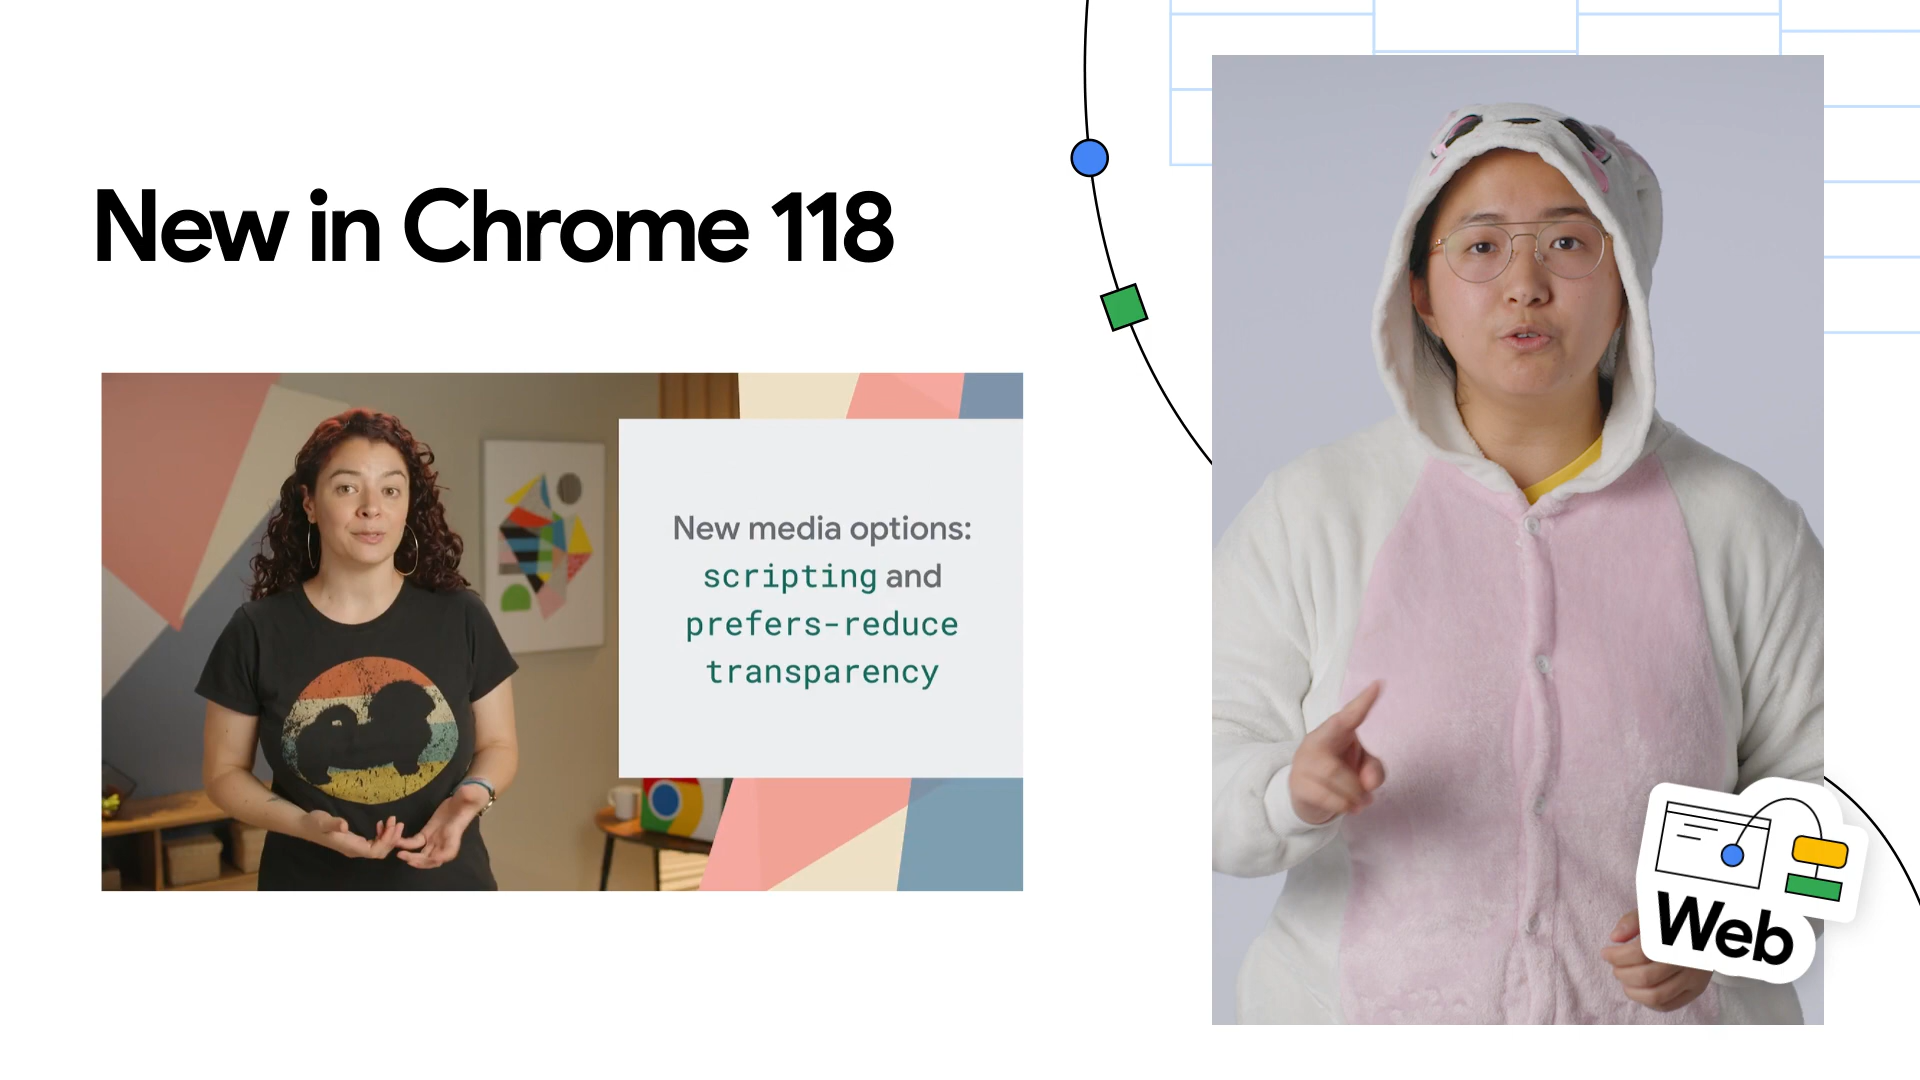 New in Chrome 118
New media options:
scripting and
prefers-reduce
transparency
Web